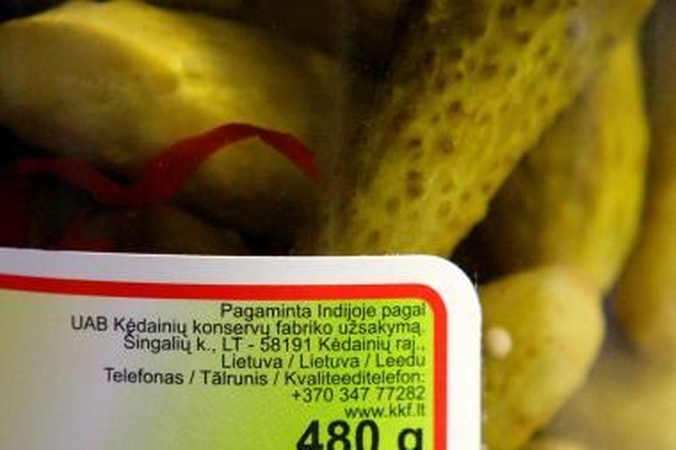 Pagaminta Indijoje pagal
UAB Kėdainių konservų fabriko užsakymą.
Šingalių k., LT - 58191 Kėdainių raj.,
Lietuva / Lietuva / Leedu
Telefonas / Tālrunis / Kvaliteeditelefon:
+370 347 77282
www.kkf.lt
480 g